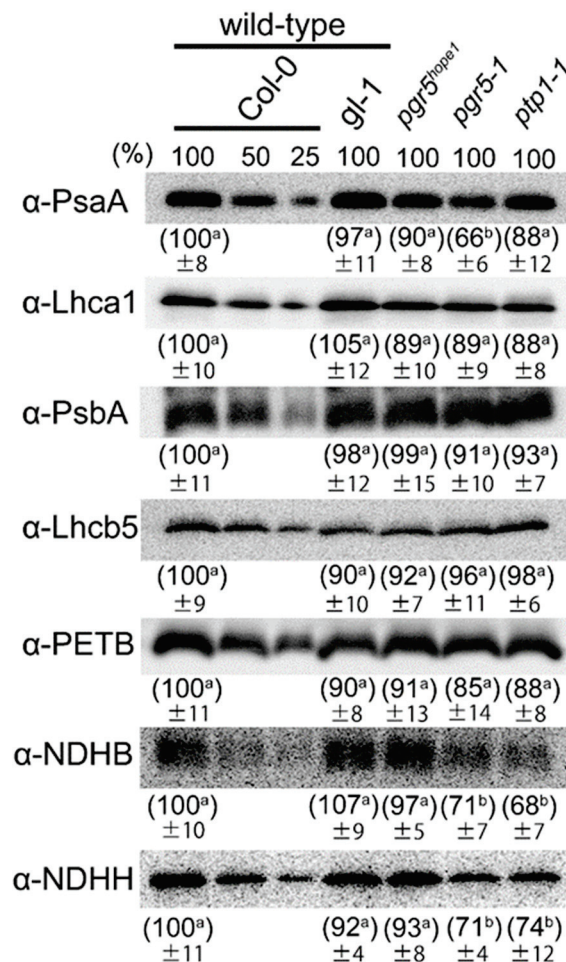 wild-type
Col-0 gl-1 pgr5hope1 pgr5-1 ptp1-1
(%) 100 50 25 100 100 100 100
α-PsaA
(100ᵃ) (97ᵃ) (90ᵃ) (66ᵇ) (88ᵃ)
±8 ±11 ±8 ±6 ±12
α-Lhca1
(100ᵃ) (105ᵃ) (89ᵃ) (89ᵃ) (88ᵃ)
±10 ±12 ±10 ±9 ±8
α-PsbA
(100ᵃ) (98ᵃ) (99ᵃ) (91ᵃ) (93ᵃ)
±11 ±12 ±15 ±10 ±7
α-Lhcb5
(100ᵃ) (90ᵃ) (92ᵃ) (96ᵃ) (98ᵃ)
±9 ±10 ±7 ±11 ±6
α-PETB
(100ᵃ) (90ᵃ) (91ᵃ) (85ᵃ) (88ᵃ)
±11 ±8 ±13 ±14 ±8
α-NDHB
(100ᵃ) (107ᵃ) (97ᵃ) (71ᵇ) (68ᵇ)
±10 ±9 ±5 ±7 ±7
α-NDHH
(100ᵃ) (92ᵃ) (93ᵃ) (71ᵇ) (74ᵇ)
±11 ±4 ±8 ±4 ±12